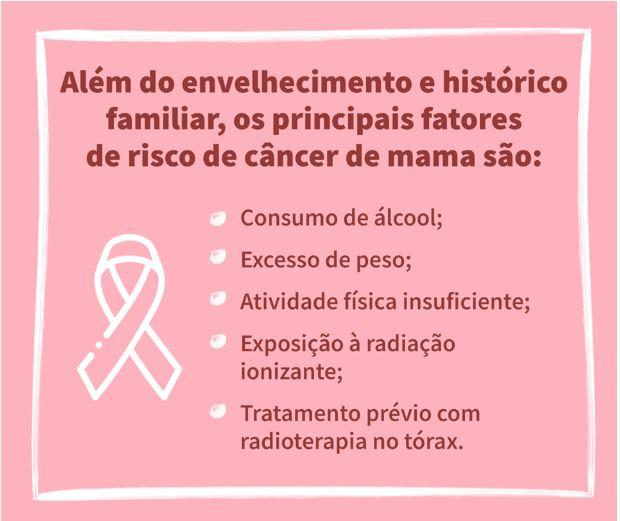 Além do envelhecimento e histórico
familiar, os principais fatores
de risco de câncer de mama são:
Consumo de álcool;
Excesso de peso;
Atividade física insuficiente;
Exposição à radiação
ionizante;
Tratamento prévio com
radioterapia no tórax.